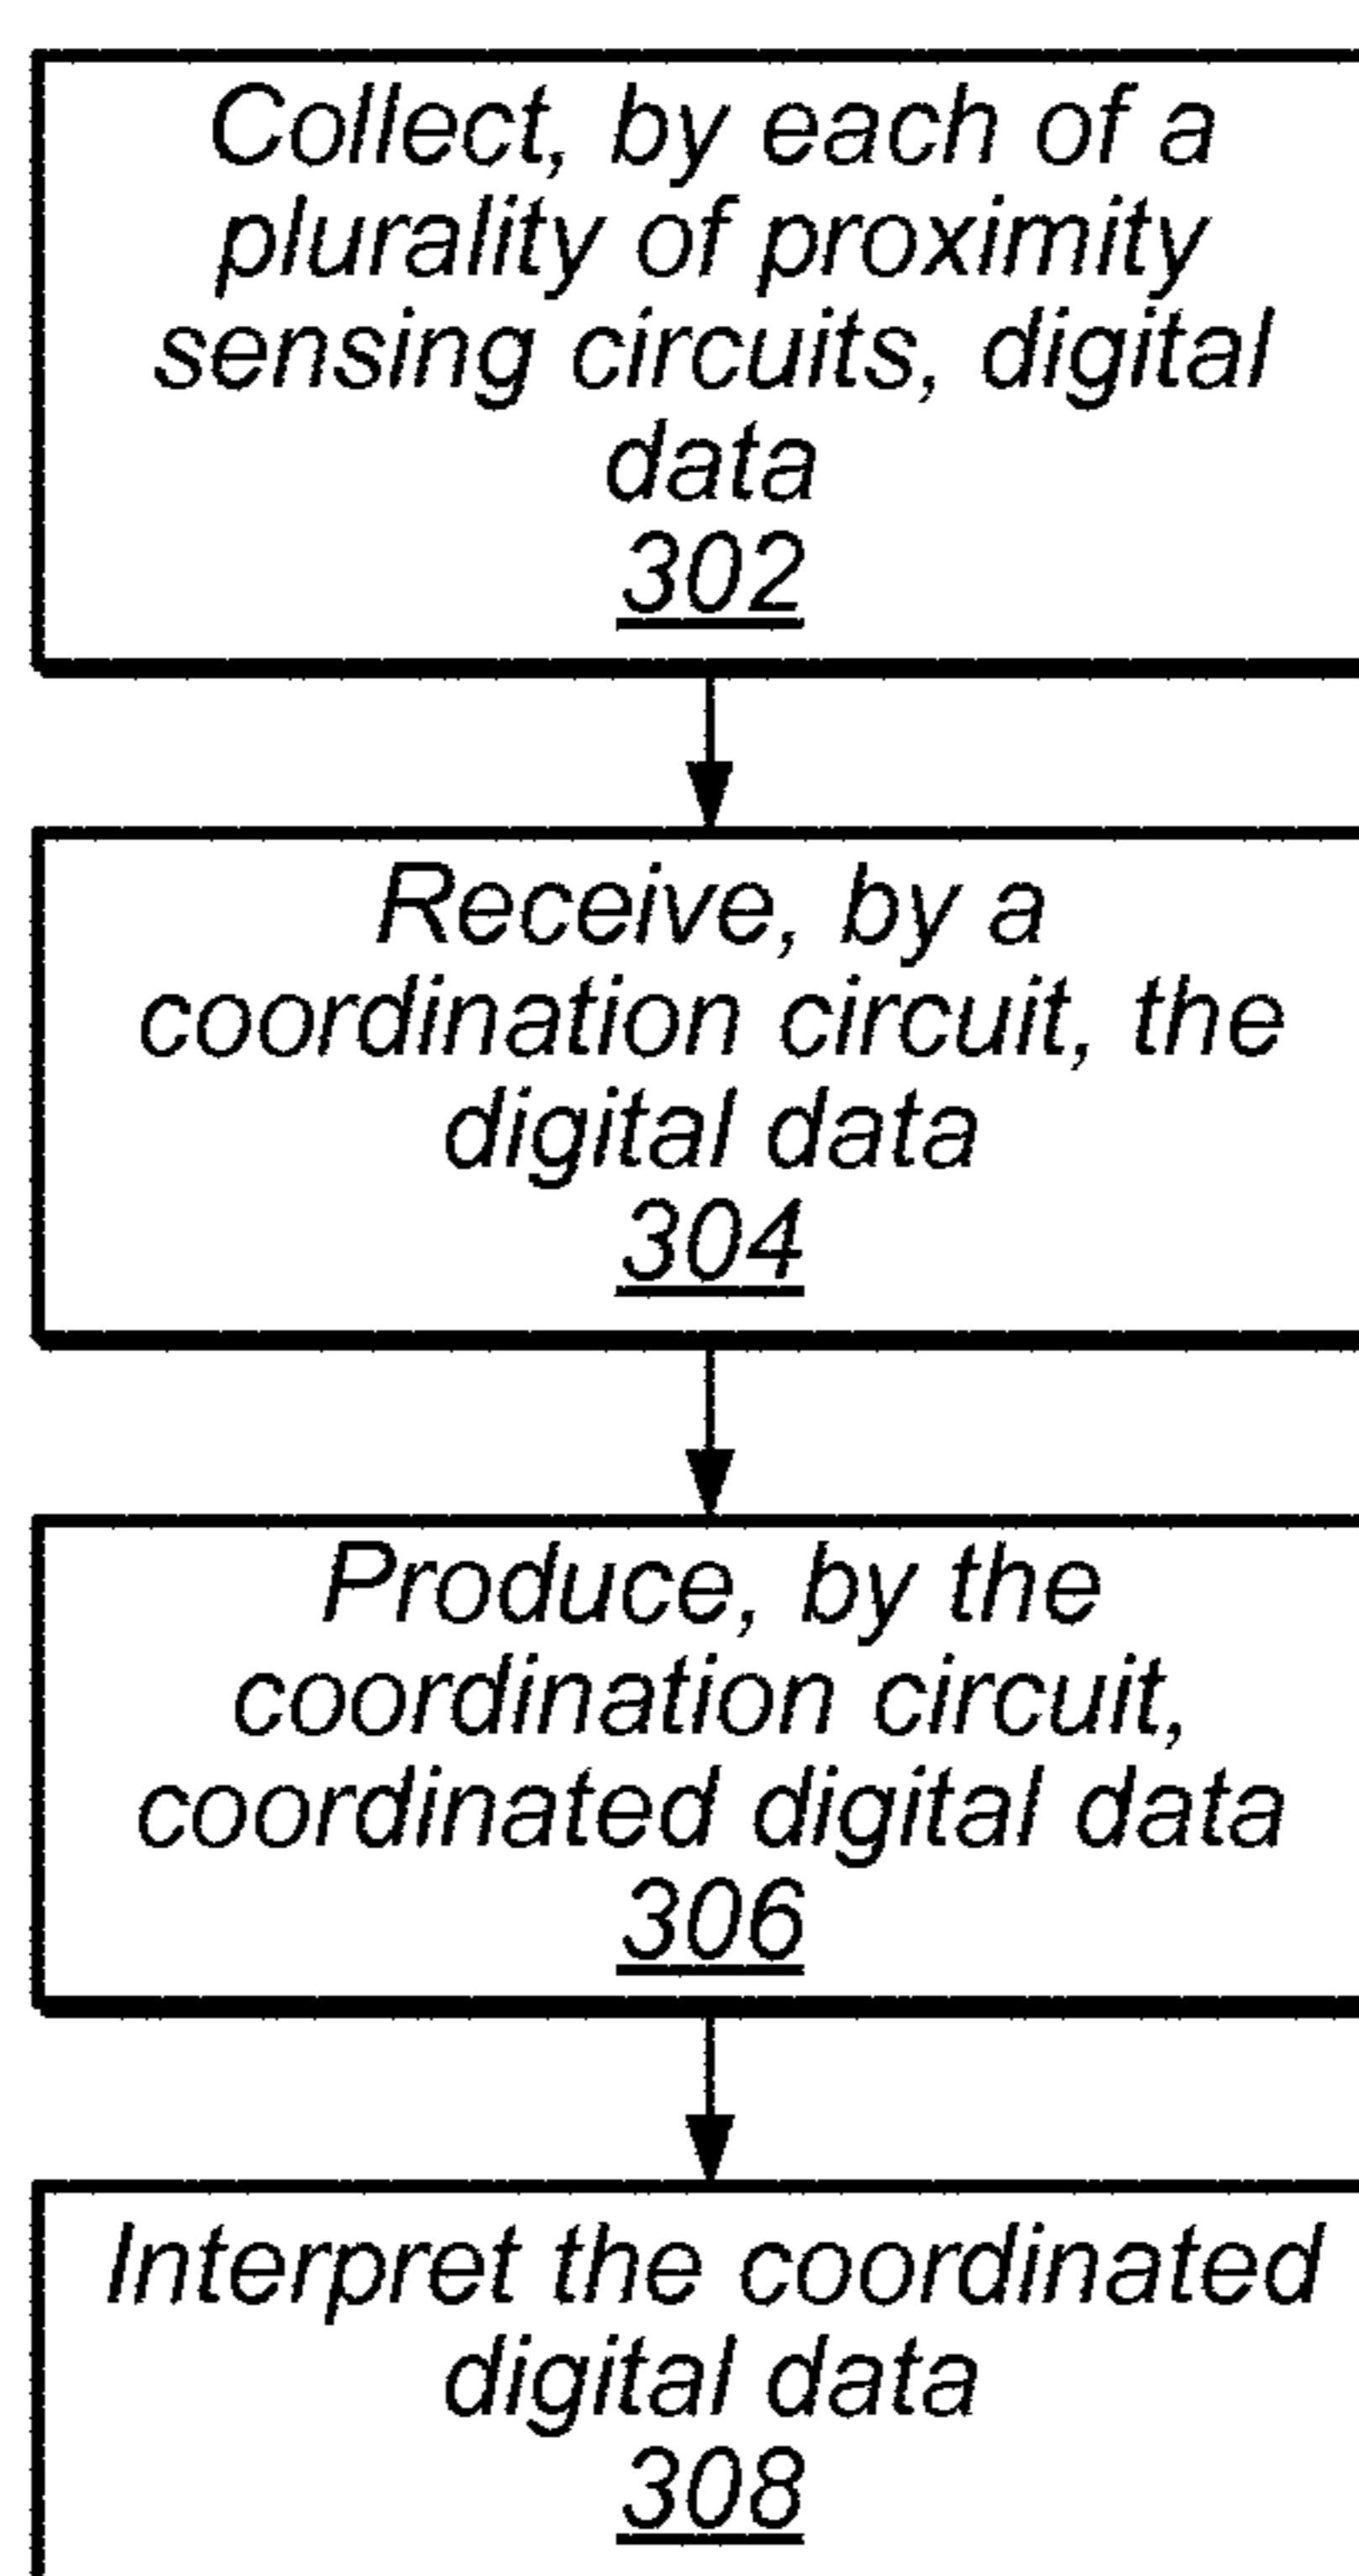 Collect, by each of a
plurality of proximity
sensing circuits, digital
data
302
Receive, by a
coordination circuit, the
digital data
304
Produce, by the
coordination circuit,
coordinated digital data
306
Interpret the coordinated
digital data
308